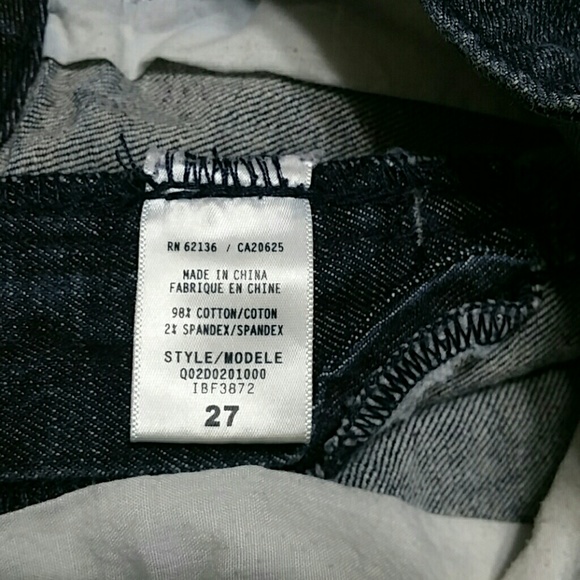 RN 62136 / CA20625
MADE IN CHINA
FABRIQUE EN CHINE
98% COTTON/COTON
2% SPANDEX/SPANDEX
STYLE/MODELE
Q02D0201000
IBF3872
27